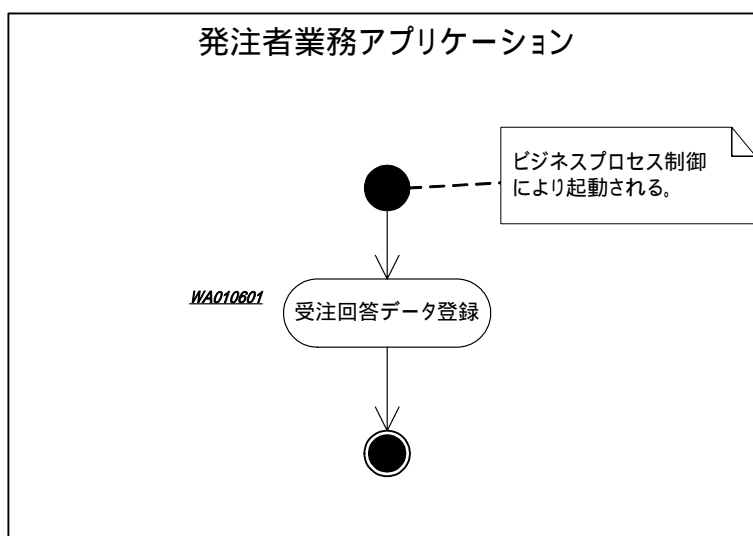 発注者業務アプリケーション
ビジネスプロセス制御
により起動される。
WA010601
受注回答データ登録